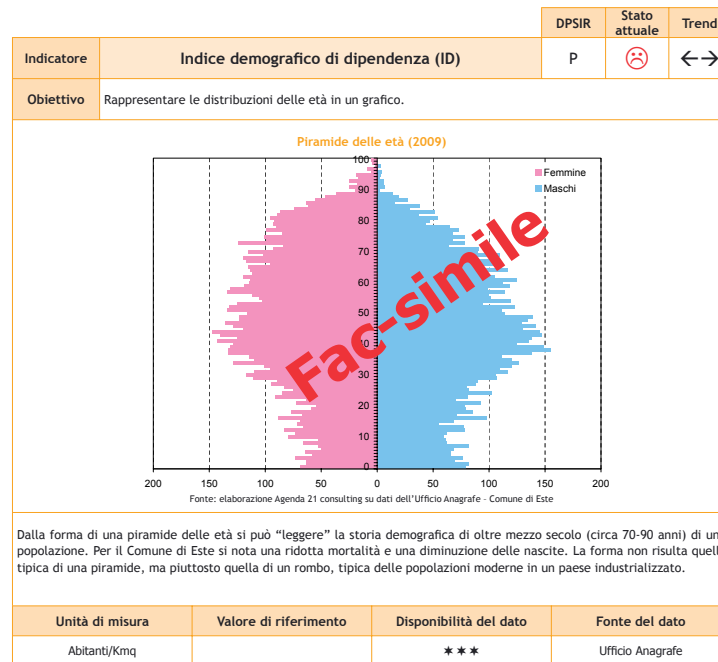 DPSIR Stato attuale Trend
Indicatore Indice demografico di dipendenza (ID) P
Obiettivo Rappresentare le distribuzioni delle età in un grafico.
Piramide delle età (2009)
Femmine
Maschi
100
90
80
70
60
50
40
30
20
10
0
Fac-simile
200 150 100 50 0 50 100 150 200
Fonte: elaborazione Agenda 21 consulting su dati dell'Ufficio Anagrafe - Comune di Este
Dalla forma di una piramide delle età si può "leggere" la storia demografica di oltre mezzo secolo (circa 70-90 anni) di
popolazione. Per il Comune di Este si nota una ridotta mortalità e una diminuzione delle nascite. La forma non risulta
tipica di una piramide, ma piuttosto quella di un rombo, tipica delle popolazioni moderne in un paese industrializzato.
Unità di misura Valore di riferimento Disponibilità del dato Fonte del dato
Abitanti/Kmq ✶✶✶ Ufficio Anagrafe